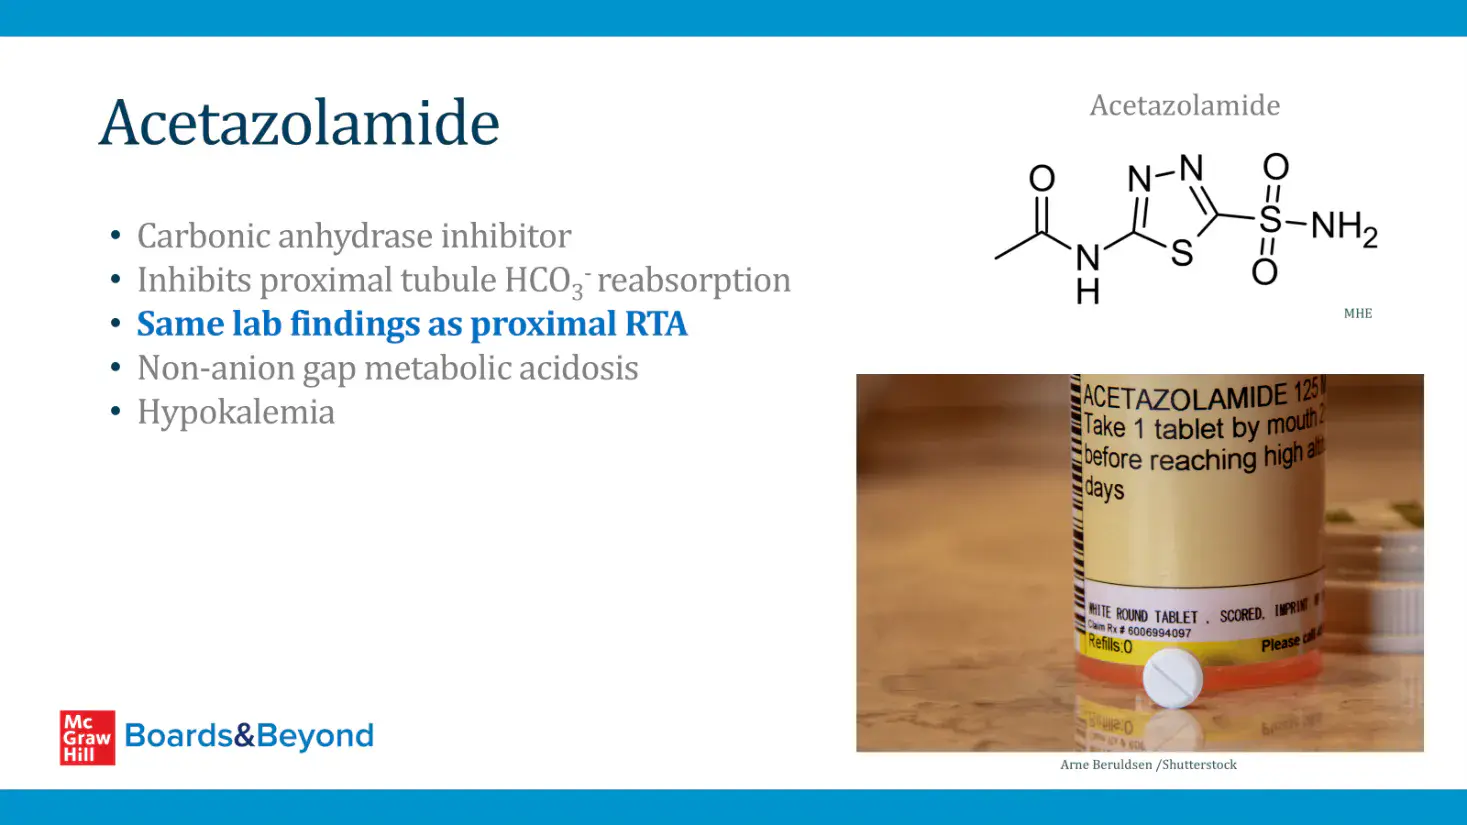 Acetazolamide
• Carbonic anhydrase inhibitor
• Inhibits proximal tubule HCO₃⁻ reabsorption
• Same lab findings as proximal RTA
• Non-anion gap metabolic acidosis
• Hypokalemia
Acetazolamide
O
N N
O
S
NH₂
N
H
S
O
MHE
ACETAZOLAMIDE 125
Take 1 tablet by mouth
before reaching high
days
WHITE ROUND TABLET . SCORED. IMPRINT
Claim Rx # 6006994097
Refills:0
Please
Arne Beruldsen /Shutterstock
Mc
Graw
Hill
Boards&Beyond